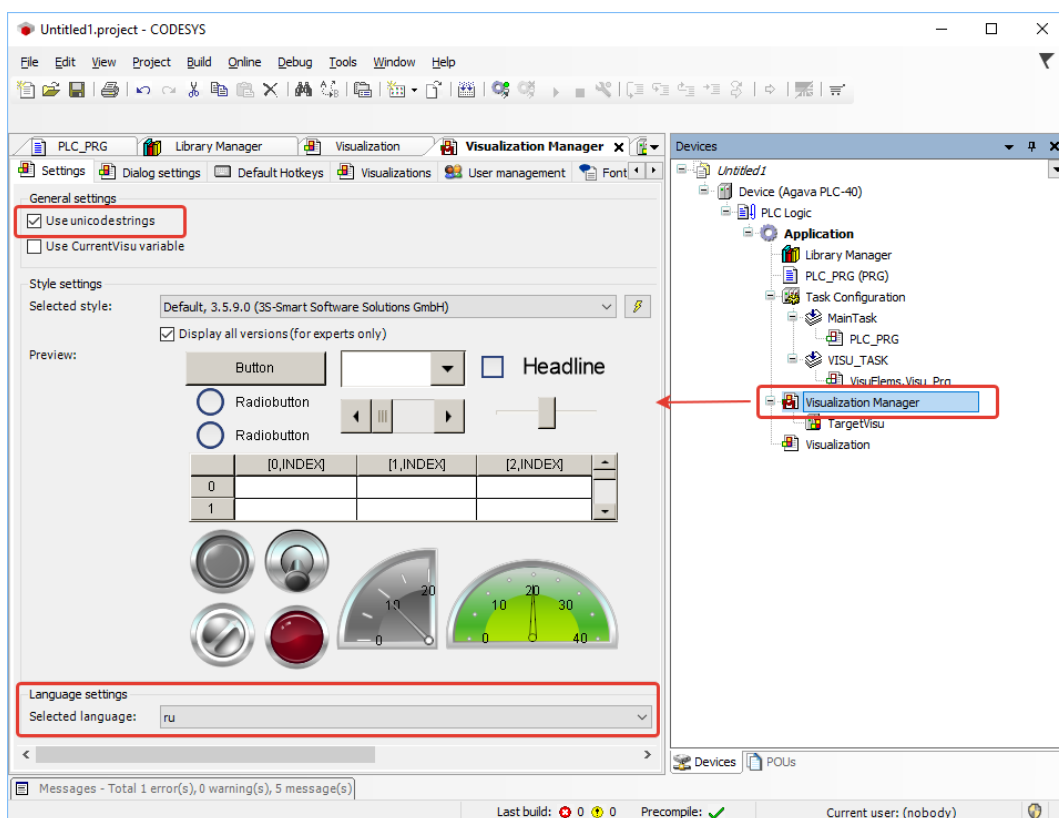 Untitled1.project - CODESYS
File Edit View Project Build Online Debug Tools Window Help
PLC_PRG Library Manager Visualization Visualization Manager
Settings Dialog settings Default Hotkeys Visualizations User management Font
General settings
Use unicodestrings
Use CurrentVisu variable
Style settings
Selected style: Default, 3.5.9.0 (3S-Smart Software Solutions GmbH)
Display all versions (for experts only)
Preview:
Button
Headline
Radiobutton
Radiobutton
[0,INDEX] [1,INDEX] [2,INDEX]
0
1
0 10 20
0 10 20 30 40
Language settings
Selected language: ru
Devices
Untitled1
Device (Agava PLC-40)
PLC Logic
Application
Library Manager
PLC_PRG (PRG)
Task Configuration
MainTask
PLC_PRG
VISU_TASK
VisuElems.Visu_Prg
Visualization Manager
TargetVisu
Visualization
Devices POUs
Messages - Total 1 error(s), 0 warning(s), 5 message(s)
Last build: 0 0 Precompile: Current user: (nobody)